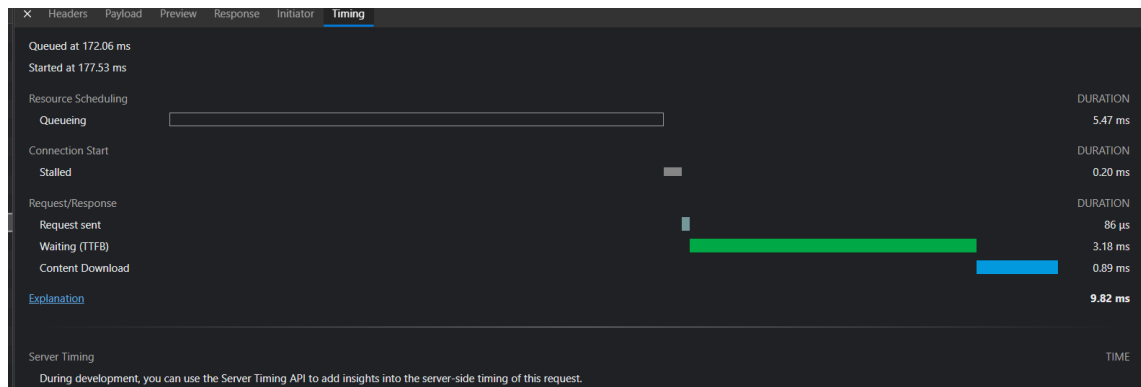 × Headers Payload Preview Response Initiator Timing
Queued at 172.06 ms
Started at 177.53 ms
Resource Scheduling DURATION
Queueing 5.47 ms
Connection Start DURATION
Stalled 0.20 ms
Request/Response DURATION
Request sent 86 μs
Waiting (TTFB) 3.18 ms
Content Download 0.89 ms
Explanation 9.82 ms
Server Timing TIME
During development, you can use the Server Timing API to add insights into the server-side timing of this request.